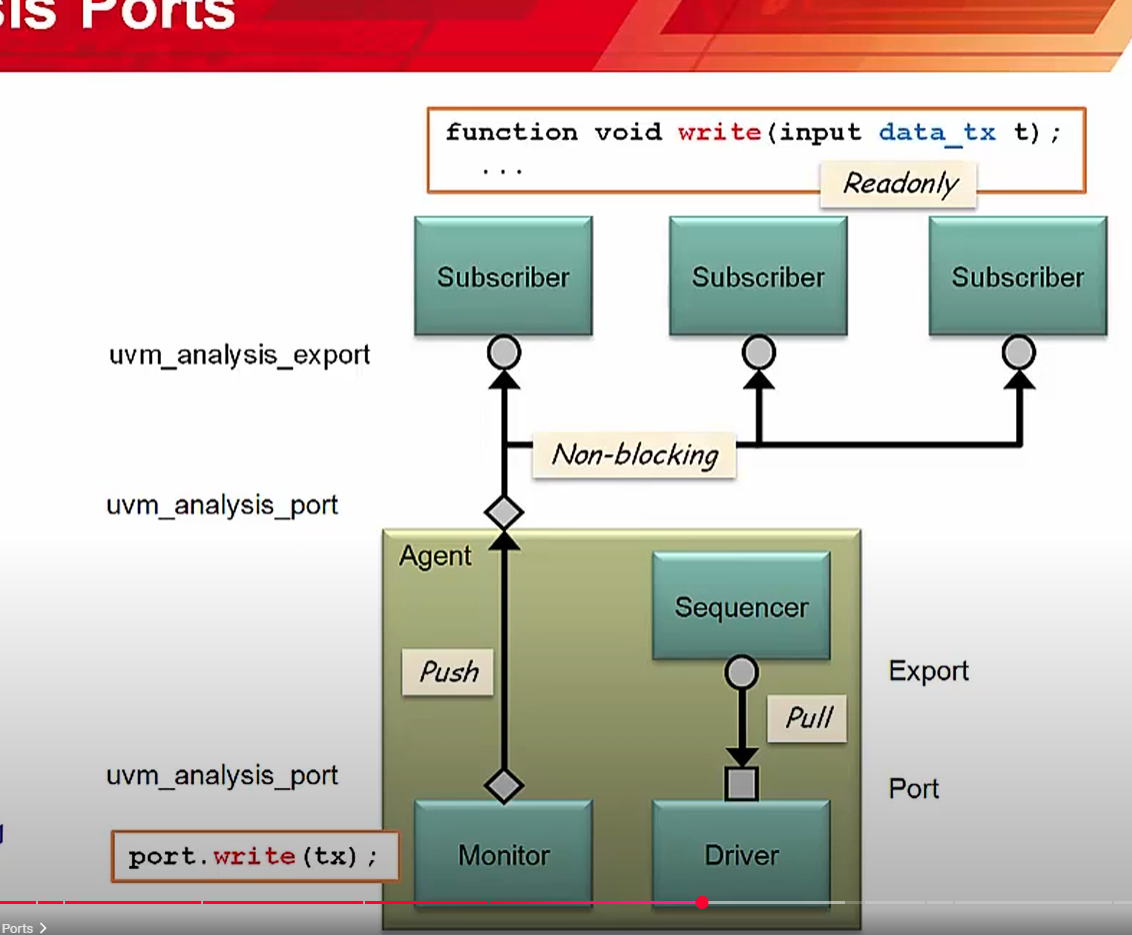 sis Ports
function void write(input data_tx t);
...
Readonly
Subscriber
Subscriber
Subscriber
uvm_analysis_export
Non-blocking
uvm_analysis_port
Agent
Sequencer
Push
Export
Pull
uvm_analysis_port
Port
port.write(tx);
Monitor
Driver
Ports >